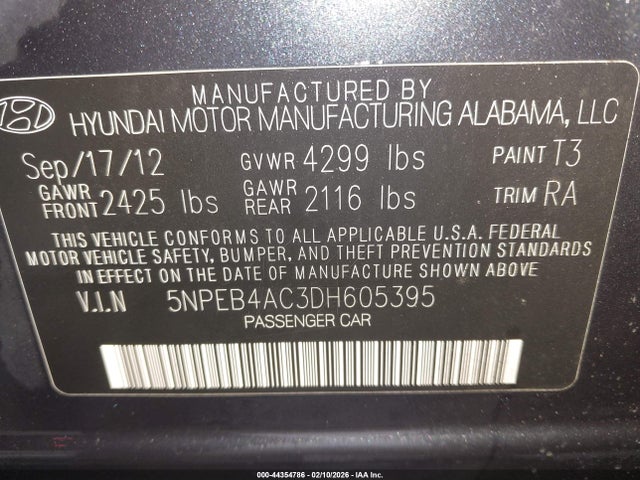 MANUFACTURED BY
HYUNDAI MOTOR MANUFACTURING ALABAMA, LLC
Sep/17/12 GVWR 4299 lbs PAINT T3
GAWR FRONT 2425 lbs GAWR REAR 2116 lbs TRIM RA
THIS VEHICLE CONFORMS TO ALL APPLICABLE U.S.A. FEDERAL
MOTOR VEHICLE SAFETY, BUMPER, AND THEFT PREVENTION STANDARDS
IN EFFECT ON THE DATE OF MANUFACTURE SHOWN ABOVE
V.I.N 5NPEB4AC3DH605395
PASSENGER CAR
000-44354786 - 02/10/2026 - IAA Inc.